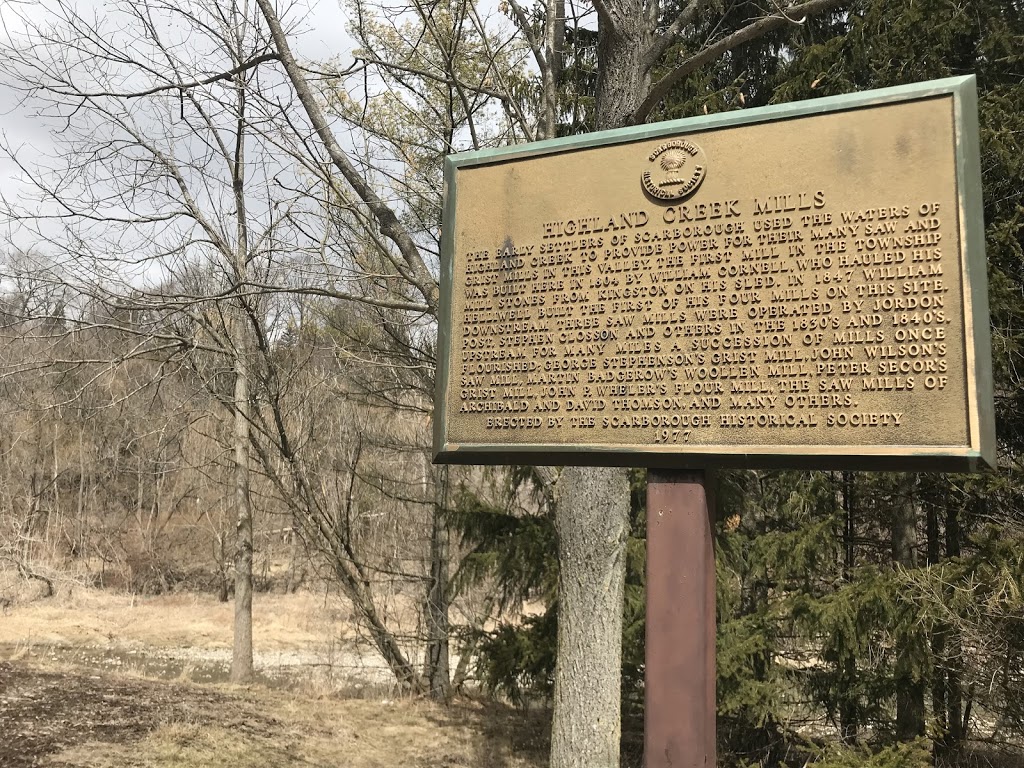 SCARBOROUGH
HISTORICAL SOCIETY
HIGHLAND CREEK MILLS
THE EARLY SETTLERS OF SCARBOROUGH USED THE WATERS OF
HIGHLAND CREEK TO PROVIDE POWER FOR THEIR MANY SAW AND
GRIST MILLS IN THIS VALLEY. THE FIRST MILL IN THE TOWNSHIP
WAS BUILT HERE IN 1804 BY WILLIAM CORNELL, WHO HAULED HIS
MILL STONES FROM KINGSTON ON HIS SLED. IN 1847 WILLIAM
HELLIWELL BUILT THE FIRST OF HIS FOUR MILLS ON THIS SITE.
DOWNSTREAM, THREE SAW MILLS WERE OPERATED BY JORDON
POST, STEPHEN CLOSSON AND OTHERS IN THE 1820'S AND 1840'S.
UPSTREAM FOR MANY MILES A SUCCESSION OF MILLS ONCE
FLOURISHED; GEORGE STEPHENSON'S GRIST MILL, JOHN WILSON'S
SAW MILL, MARTIN BADGEROW'S WOOLLEN MILL, PETER SECOR'S
GRIST MILL, JOHN P. WHELER'S FLOUR MILL, THE SAW MILLS OF
ARCHIBALD AND DAVID THOMSON, AND MANY OTHERS.
ERECTED BY THE SCARBOROUGH HISTORICAL SOCIETY
1977